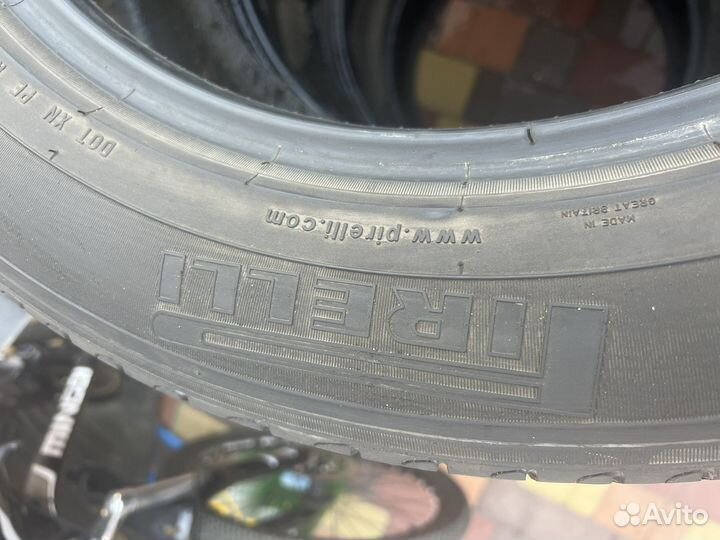 DOT XN PF
MADE IN
GREAT BRITAIN
www.pirelli.com
PIRELLI
Avito